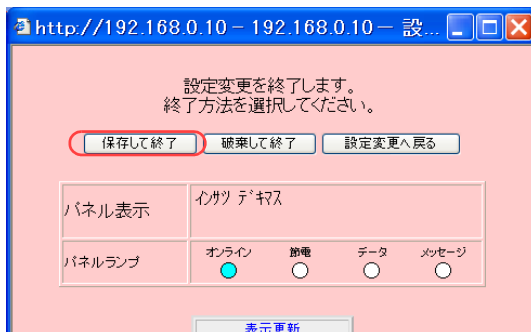 http://192.168.0.10 - 192.168.0.10 - 設...
設定変更を終了します。
終了方法を選択してください。
保存して終了 破棄して終了 設定変更へ戻る
パネル表示 インサツ デキマス
パネルランプ オンライン 節電 データ メッセージ
表示更新